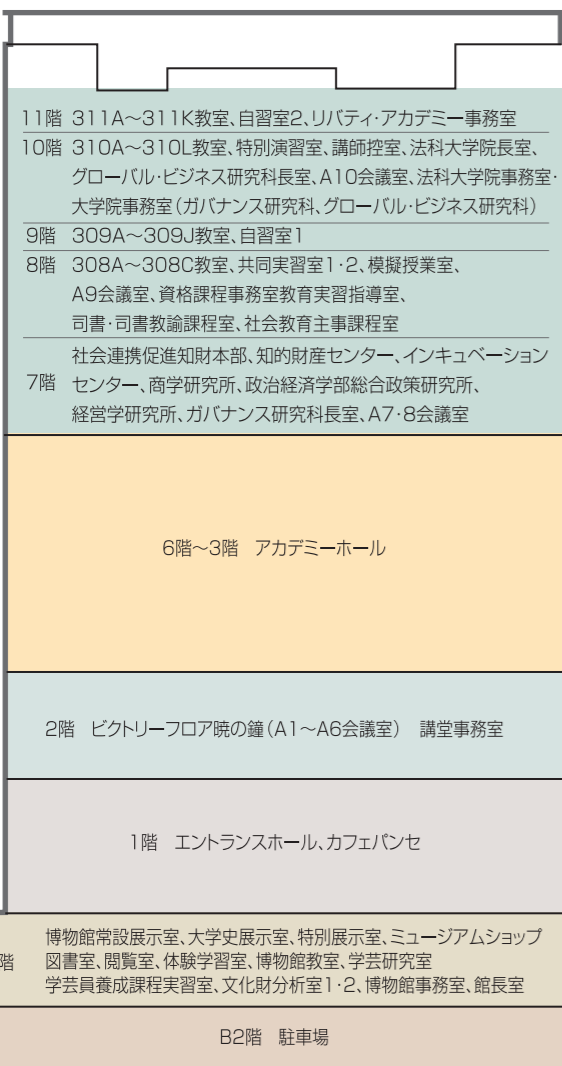 11階 311A～311K教室、自習室2、リバティ・アカデミー事務室
10階 310A～310L教室、特別演習室、講師控室、法科大学院長室、
グローバル・ビジネス研究科長室、A10会議室、法科大学院事務室・
大学院事務室(ガバナンス研究科、グローバル・ビジネス研究科)
9階 309A～309J教室、自習室1
8階 308A～308C教室、共同実習室1・2、模擬授業室、
A9会議室、資格課程事務室教育実習指導室、
司書・司書教諭課程室、社会教育主事課程室
社会連携促進知財本部、知的財産センター、インキュベーション
7階 センター、商学研究所、政治経済学部総合政策研究所、
経営学研究所、ガバナンス研究科長室、A7・8会議室
6階～3階 アカデミーホール
2階 ビクトリーフロア暁の鐘(A1～A6会議室) 講堂事務室
1階 エントランスホール、カフェパンセ
博物館常設展示室、大学史展示室、特別展示室、ミュージアムショップ
階 図書室、閲覧室、体験学習室、博物館教室、学芸研究室
学芸員養成課程実習室、文化財分析室1・2、博物館事務室、館長室
B2階 駐車場